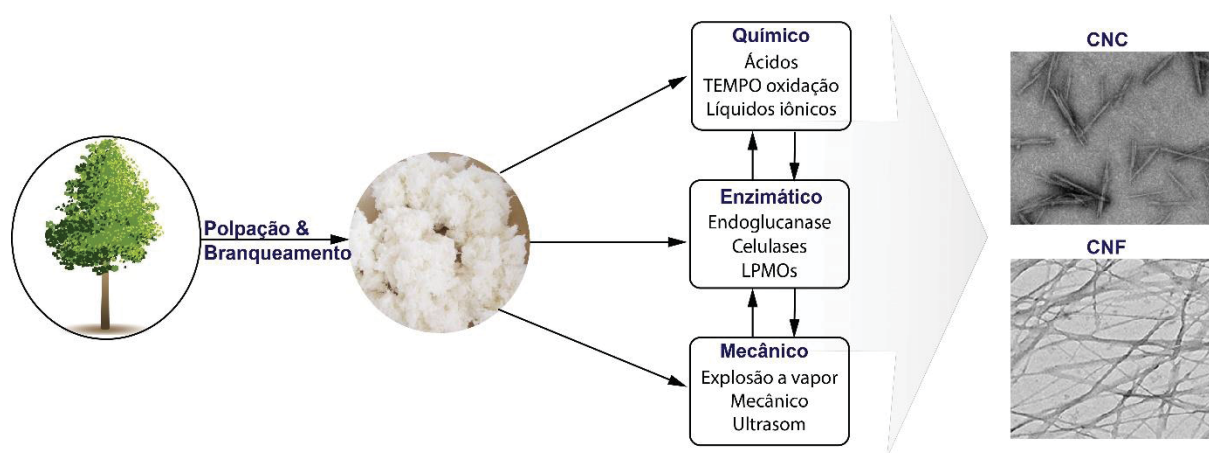 Polpação &
Branqueamento
Químico
Ácidos
TEMPO oxidação
Líquidos iônicos
Enzimático
Endoglucanase
Celulases
LPMOs
Mecânico
Explosão a vapor
Mecânico
Ultrasom
CNC
CNF